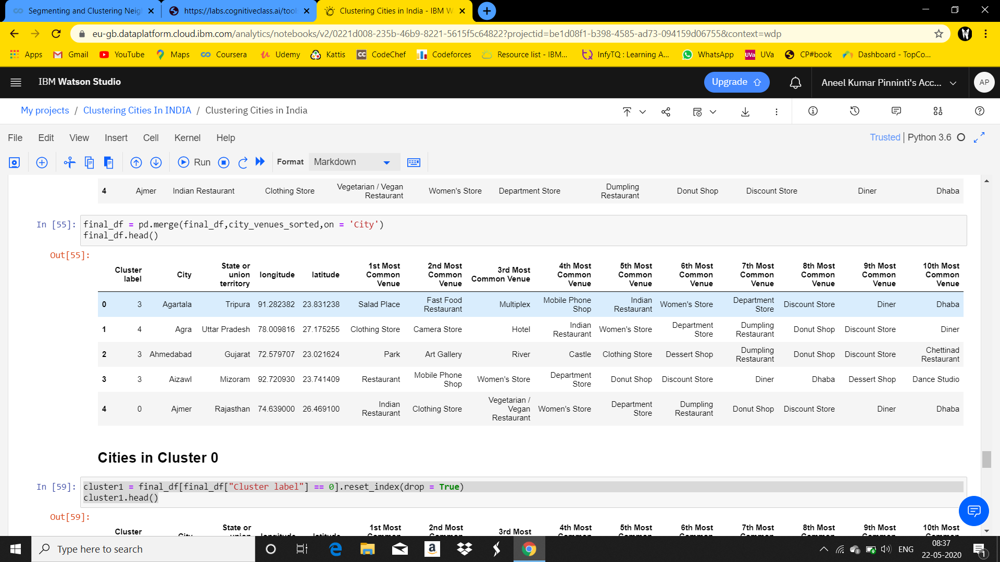 Segmenting and Clustering Neig
https://labs.cognitiveclass.ai/tool
Clustering Cities in India - IBM W
eu-gb.dataplatform.cloud.ibm.com/analytics/notebooks/v2/0221d008-235b-46b9-8221-5615f5c64822?projectid=be1d08f1-b398-4585-ad73-094159d06755&context=wdp
Apps Gmail YouTube Maps Coursera Udemy Kattis CC CodeChef Codeforces Resource list - IBM... InfyTQ : Learning A... WhatsApp UVa UVa CP#book Dashboard - TopCo...
IBM Watson Studio
Upgrade
Aneel Kumar Pinninti's Acc...
AP
My projects / Clustering Cities In INDIA / Clustering Cities in India
File Edit View Insert Cell Kernel Help
Trusted | Python 3.6
Run
Format
Markdown
4 Ajmer Indian Restaurant Clothing Store Vegetarian / Vegan Restaurant Women's Store Department Store Dumpling Restaurant Donut Shop Discount Store Diner Dhaba
In [55]: final_df = pd.merge(final_df,city_venues_sorted,on = 'City')
final_df.head()
Out[55]:
Cluster label City State or union territory longitude latitude 1st Most Common Venue 2nd Most Common Venue 3rd Most Common Venue 4th Most Common Venue 5th Most Common Venue 6th Most Common Venue 7th Most Common Venue 8th Most Common Venue 9th Most Common Venue 10th Most Common Venue
0 3 Agartala Tripura 91.282382 23.831238 Salad Place Fast Food Restaurant Multiplex Mobile Phone Shop Indian Restaurant Women's Store Department Store Discount Store Diner Dhaba
1 4 Agra Uttar Pradesh 78.009816 27.175255 Clothing Store Camera Store Hotel Indian Restaurant Women's Store Department Store Dumpling Restaurant Donut Shop Discount Store Diner
2 3 Ahmedabad Gujarat 72.579707 23.021624 Park Art Gallery River Castle Clothing Store Dessert Shop Dumpling Restaurant Donut Shop Discount Store Chettinad Restaurant
3 3 Aizawl Mizoram 92.720930 23.741409 Restaurant Mobile Phone Shop Women's Store Department Store Donut Shop Discount Store Diner Dhaba Dessert Shop Dance Studio
4 0 Ajmer Rajasthan 74.639000 26.469100 Indian Restaurant Clothing Store Vegetarian / Vegan Restaurant Women's Store Department Store Dumpling Restaurant Donut Shop Discount Store Diner Dhaba
Cities in Cluster 0
In [59]: cluster1 = final_df[final_df["Cluster label"] == 0].reset_index(drop = True)
cluster1.head()
Out[59]:
Cluster City State or union longitude latitude 1st Most Common 2nd Most Common 3rd Most 4th Most Common 5th Most Common 6th Most Common 7th Most Common 8th Most Common 9th Most Common 10th Most Common
Type here to search
ENG
08:37
22-05-2020
1